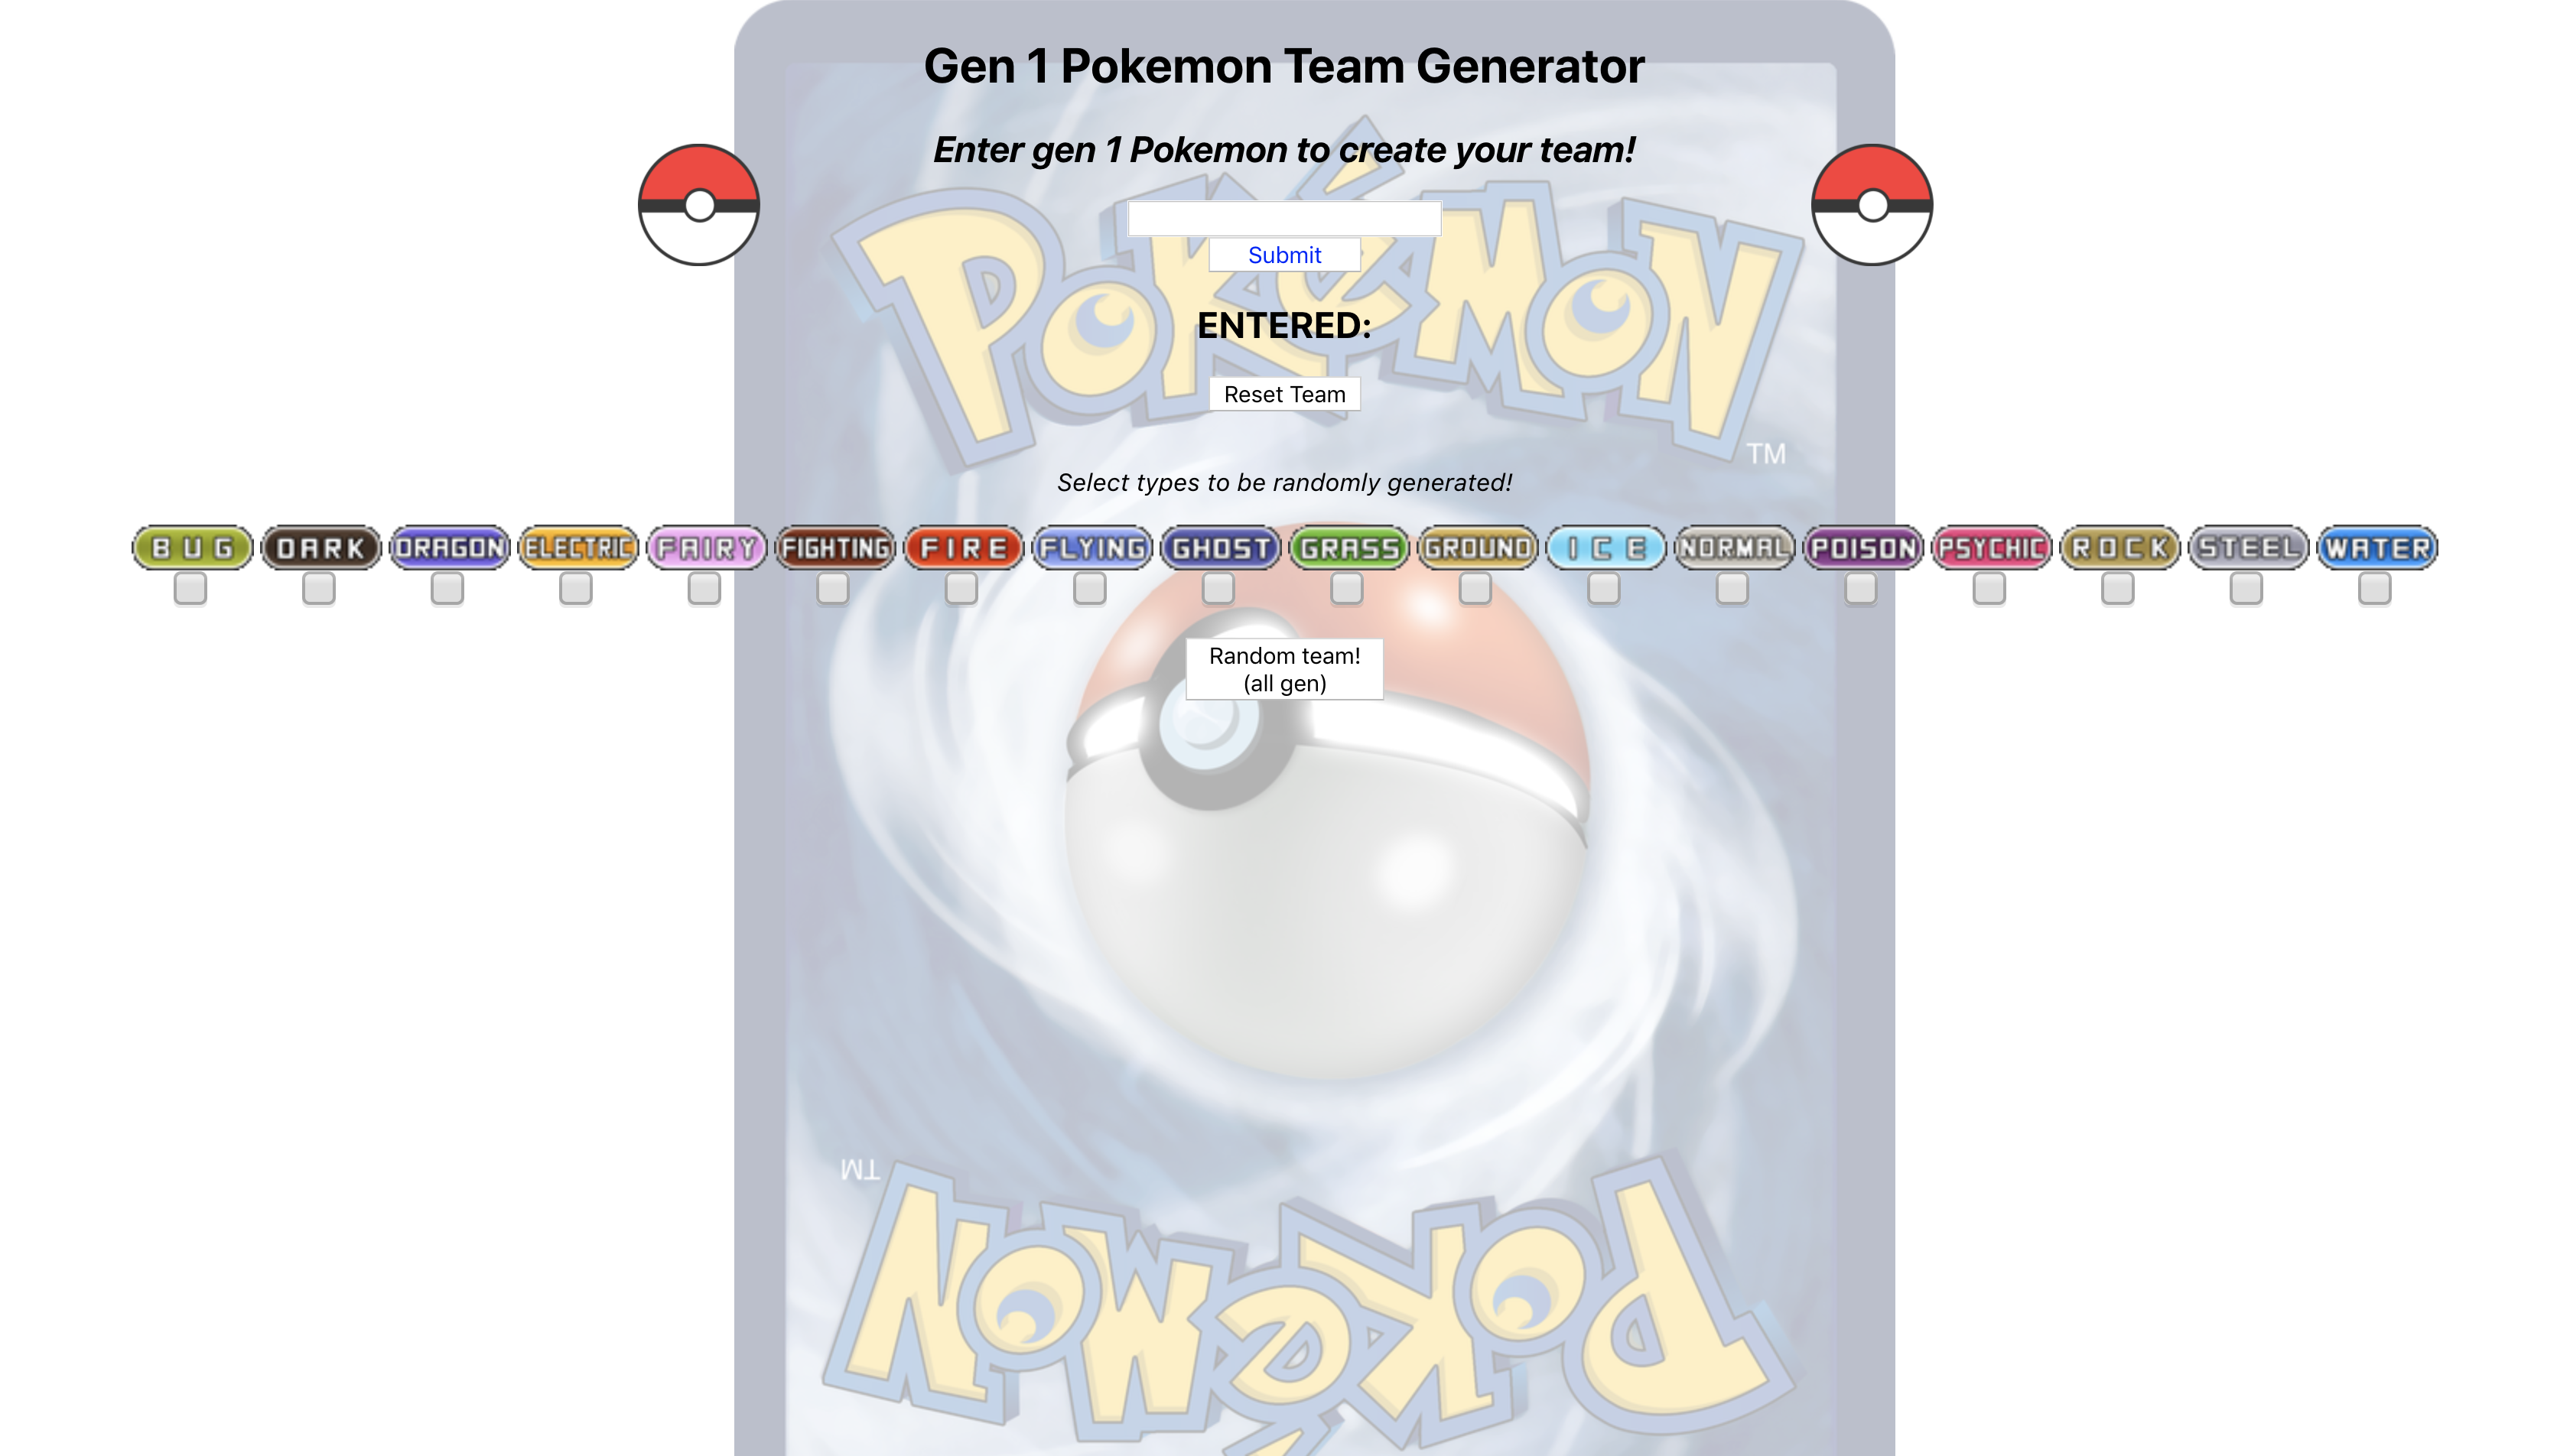 Gen 1 Pokemon Team Generator
Enter gen 1 Pokemon to create your team!
POKéMON
Submit
ENTERED:
Reset Team
TM
Select types to be randomly generated!
BUG DARK DRAGON ELECTRIC FAIRY FIGHTING FIRE FLYING GHOST GRASS GROUND ICE NORMAL POISON PSYCHIC ROCK STEEL WATER
Random team!
(all gen)
TM
POKéMON